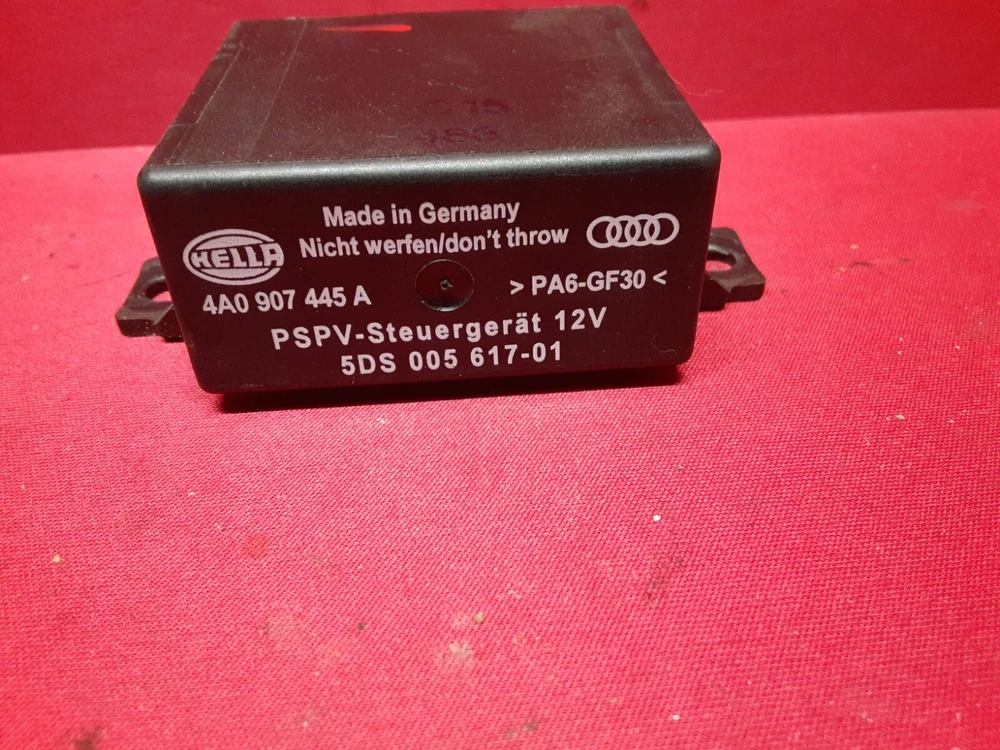 Made in Germany
HELLA
Nicht werfen/don't throw
4A0 907 445 A
> PA6-GF30 <
PSPV-Steuergerät 12V
5DS 005 617-01